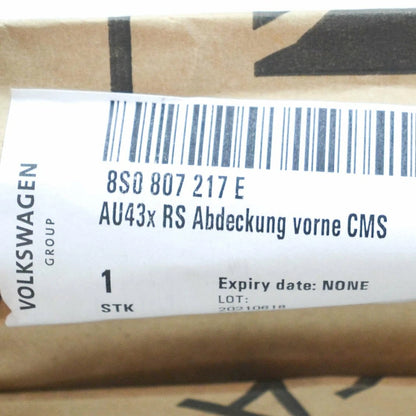 VOLKSWAGEN
GROUP
8S0 807 217 E
AU43x RS Abdeckung vorne CMS
1
STK
Expiry date: NONE
LOT:
20210618